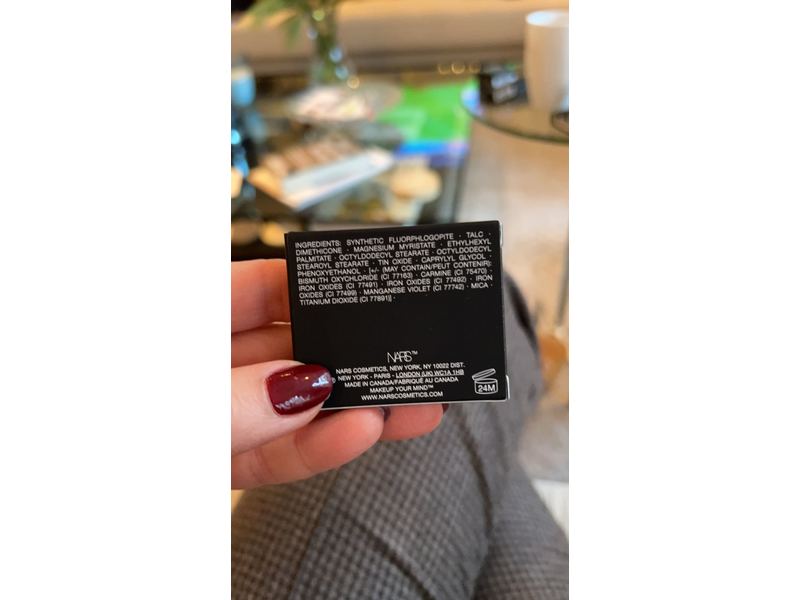 INGREDIENTS: SYNTHETIC FLUORPHLOGOPITE · TALC ·
DIMETHICONE · MAGNESIUM MYRISTATE · ETHYLHEXYL
PALMITATE · OCTYLDODECYL STEARATE · OCTYLDODECYL
STEAROYL STEARATE · TIN OXIDE · CAPRYLYL GLYCOL ·
PHENOXYETHANOL · [+/- (MAY CONTAIN/PEUT CONTENIR):
BISMUTH OXYCHLORIDE (CI 77163) · CARMINE (CI 75470) ·
IRON OXIDES (CI 77491) · IRON OXIDES (CI 77492) · IRON
OXIDES (CI 77499) · MANGANESE VIOLET (CI 77742) · MICA ·
TITANIUM DIOXIDE (CI 77891)] ·
NARS™
NARS COSMETICS, NEW YORK, NY 10022 DIST.
NEW YORK - PARIS - LONDON (UK) WC1A 1HB
MADE IN CANADA/FABRIQUÉ AU CANADA
MAKEUP YOUR MIND™
WWW.NARSCOSMETICS.COM
24M